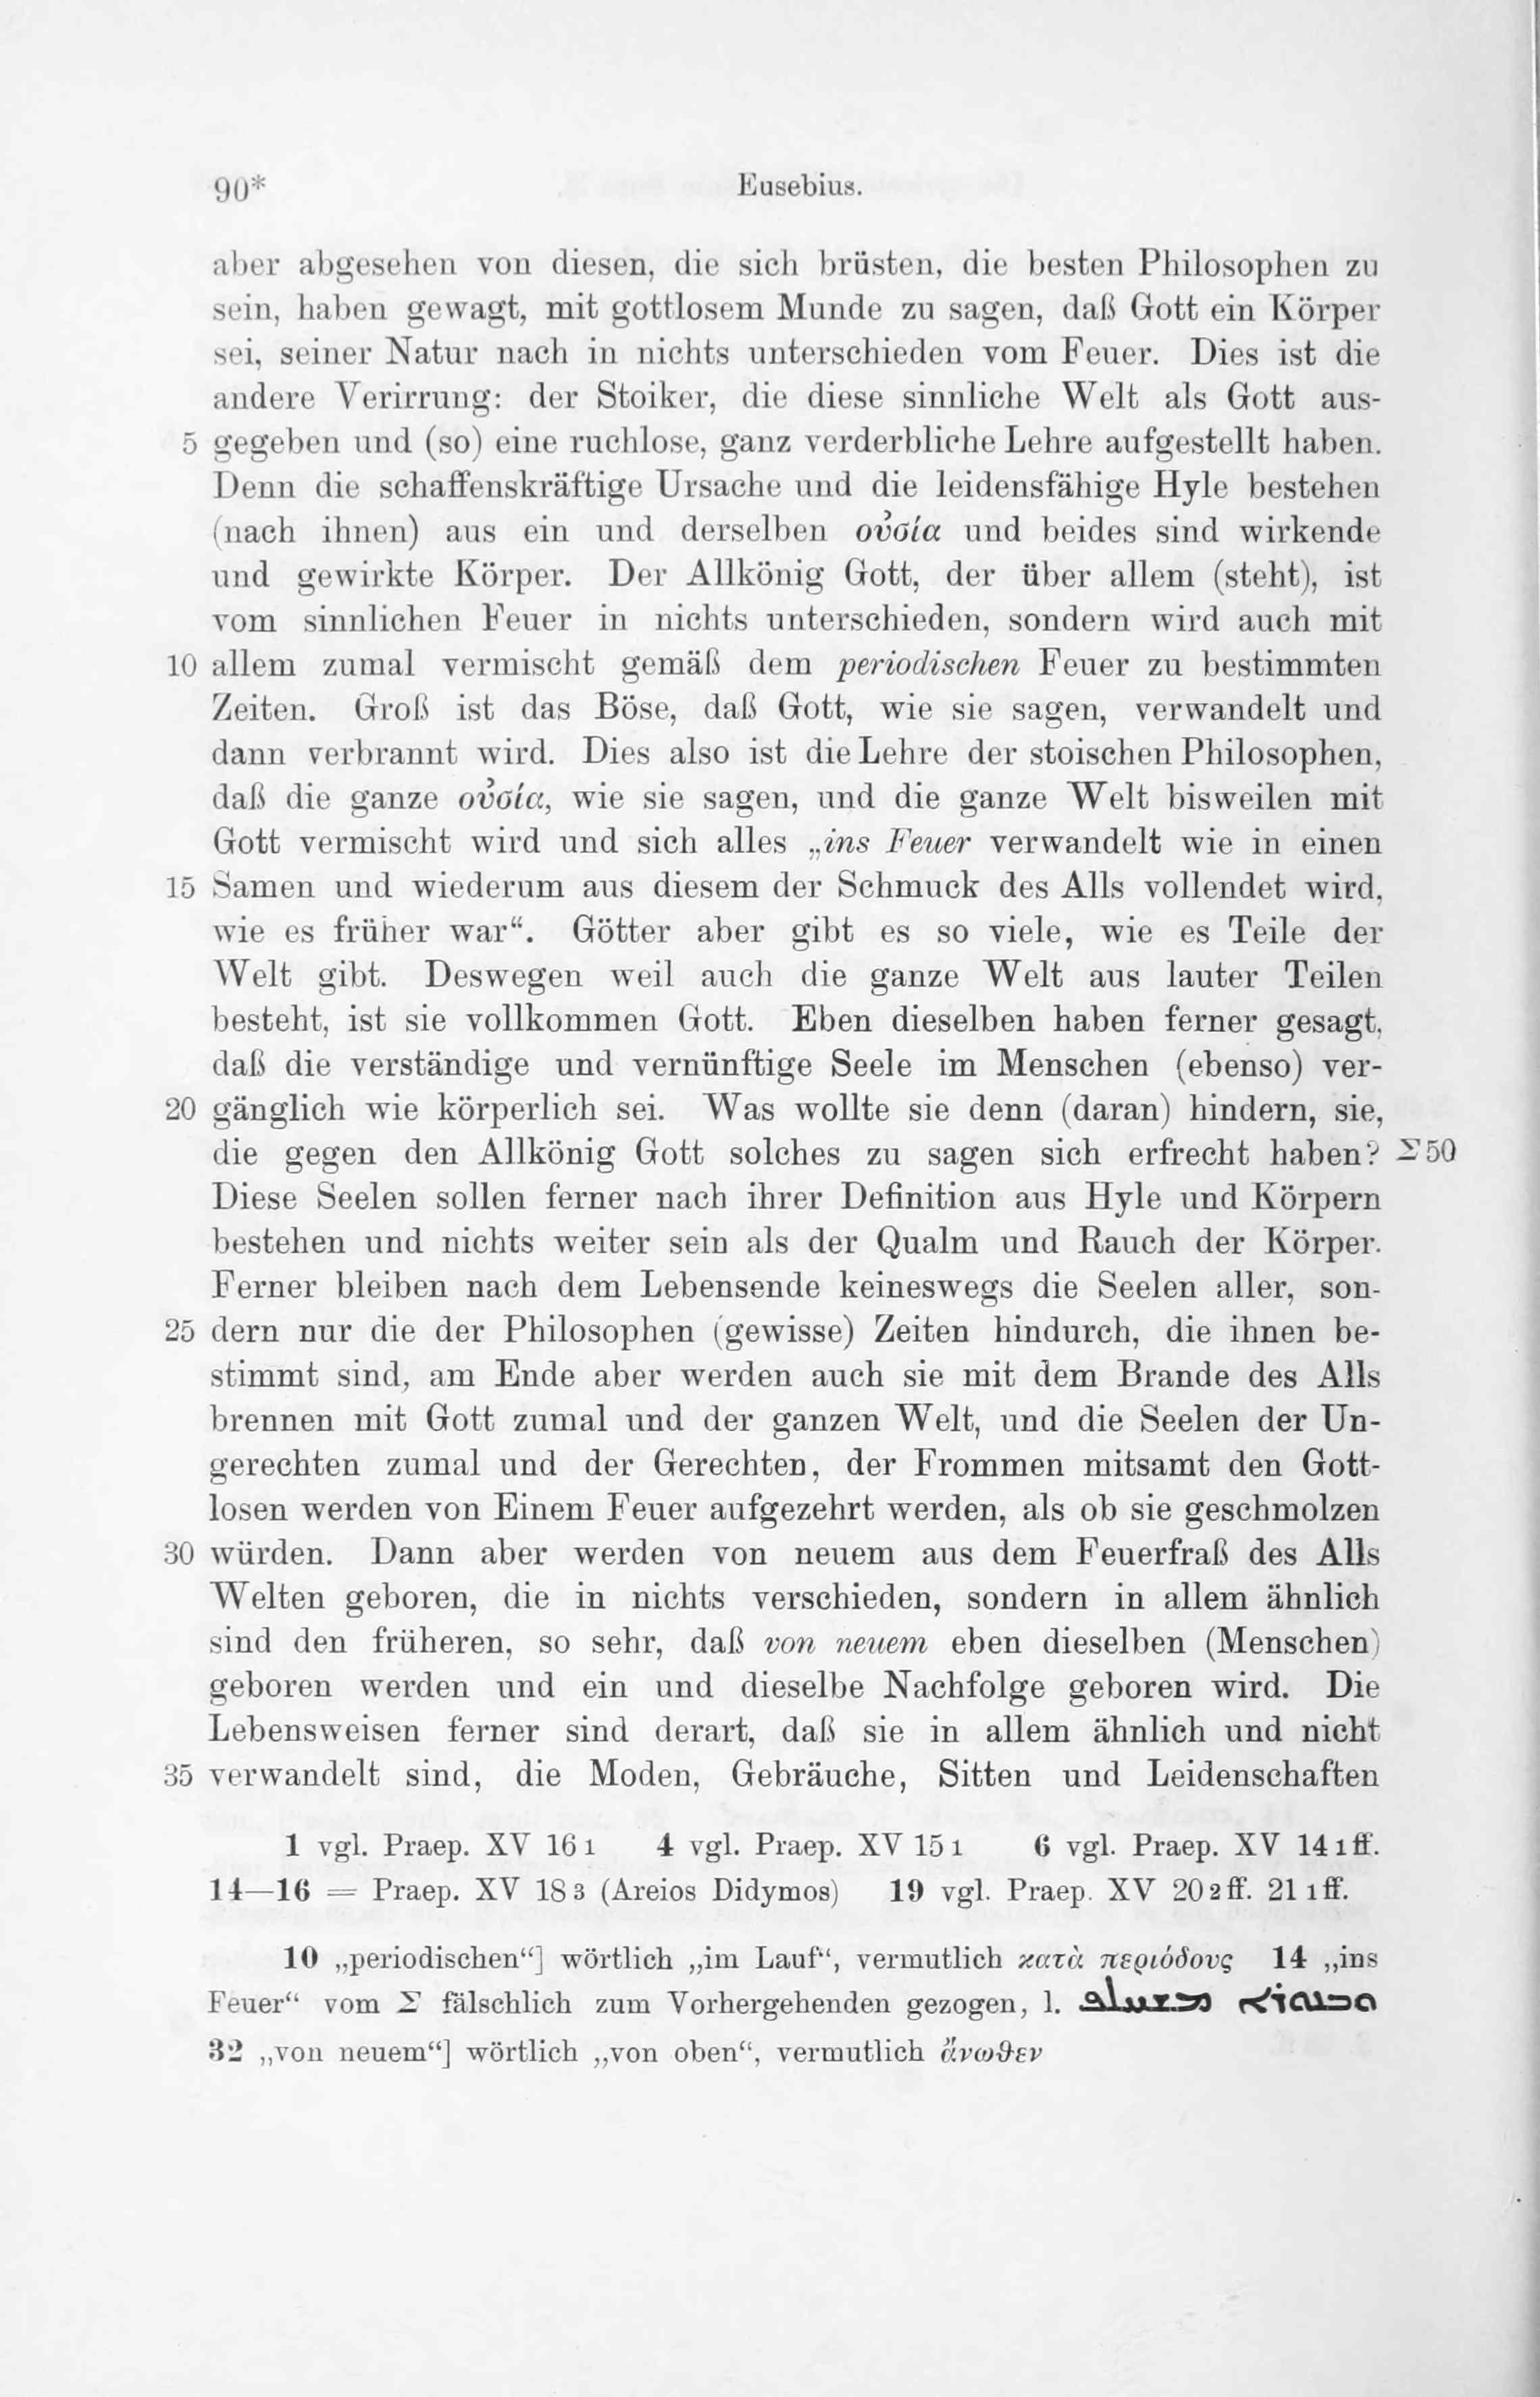 90*
Eusebius.
aber abgesehen von diesen, die sich brüsten, die besten Philosophen zu
sein, haben gewagt, mit gottlosem Munde zu sagen, daß Gott ein Körper
sei, seiner Natur nach in nichts unterschieden vom Feuer. Dies ist die
andere Verirrung: der Stoiker, die diese sinnliche Welt als Gott aus-
5 gegeben und (so) eine ruchlose, ganz verderbliche Lehre aufgestellt haben.
Denn die schaffenskräftige Ursache und die leidensfähige Hyle bestehen
(nach ihnen) aus ein und derselben οὐσία und beides sind wirkende
und gewirkte Körper. Der Allkönig Gott, der über allem (steht), ist
vom sinnlichen Feuer in nichts unterschieden, sondern wird auch mit
10 allem zumal vermischt gemäß dem periodischen Feuer zu bestimmten
Zeiten. Groß ist das Böse, daß Gott, wie sie sagen, verwandelt und
dann verbrannt wird. Dies also ist die Lehre der stoischen Philosophen,
daß die ganze οὐσία, wie sie sagen, und die ganze Welt bisweilen mit
Gott vermischt wird und sich alles „ins Feuer verwandelt wie in einen
15 Samen und wiederum aus diesem der Schmuck des Alls vollendet wird,
wie es früher war“. Götter aber gibt es so viele, wie es Teile der
Welt gibt. Deswegen weil auch die ganze Welt aus lauter Teilen
besteht, ist sie vollkommen Gott. Eben dieselben haben ferner gesagt,
daß die verständige und vernünftige Seele im Menschen (ebenso) ver-
20 gänglich wie körperlich sei. Was wollte sie denn (daran) hindern, sie,
die gegen den Allkönig Gott solches zu sagen sich erfrecht haben? Σ 50
Diese Seelen sollen ferner nach ihrer Definition aus Hyle und Körpern
bestehen und nichts weiter sein als der Qualm und Rauch der Körper.
Ferner bleiben nach dem Lebensende keineswegs die Seelen aller, son-
25 dern nur die der Philosophen (gewisse) Zeiten hindurch, die ihnen be-
stimmt sind, am Ende aber werden auch sie mit dem Brande des Alls
brennen mit Gott zumal und der ganzen Welt, und die Seelen der Un-
gerechten zumal und der Gerechten, der Frommen mitsamt den Gott-
losen werden von Einem Feuer aufgezehrt werden, als ob sie geschmolzen
30 würden. Dann aber werden von neuem aus dem Feuerfraß des Alls
Welten geboren, die in nichts verschieden, sondern in allem ähnlich
sind den früheren, so sehr, daß von neuem eben dieselben (Menschen)
geboren werden und ein und dieselbe Nachfolge geboren wird. Die
Lebensweisen ferner sind derart, daß sie in allem ähnlich und nicht
35 verwandelt sind, die Moden, Gebräuche, Sitten und Leidenschaften
1 vgl. Praep. XV 16 1 4 vgl. Praep. XV 15 1 6 vgl. Praep. XV 14 1 ff.
14—16 = Praep. XV 18 3 (Areios Didymos) 19 vgl. Praep. XV 20 2 ff. 21 1 ff.
10 „periodischen“] wörtlich „im Lauf“, vermutlich κατὰ περιόδους 14 „ins
Feuer“ vom Σ fälschlich zum Vorhergehenden gezogen, l. ܘܒܢܘܪܐ ܡܫܚܠܦ
32 „von neuem“] wörtlich „von oben“, vermutlich ἄνωθεν